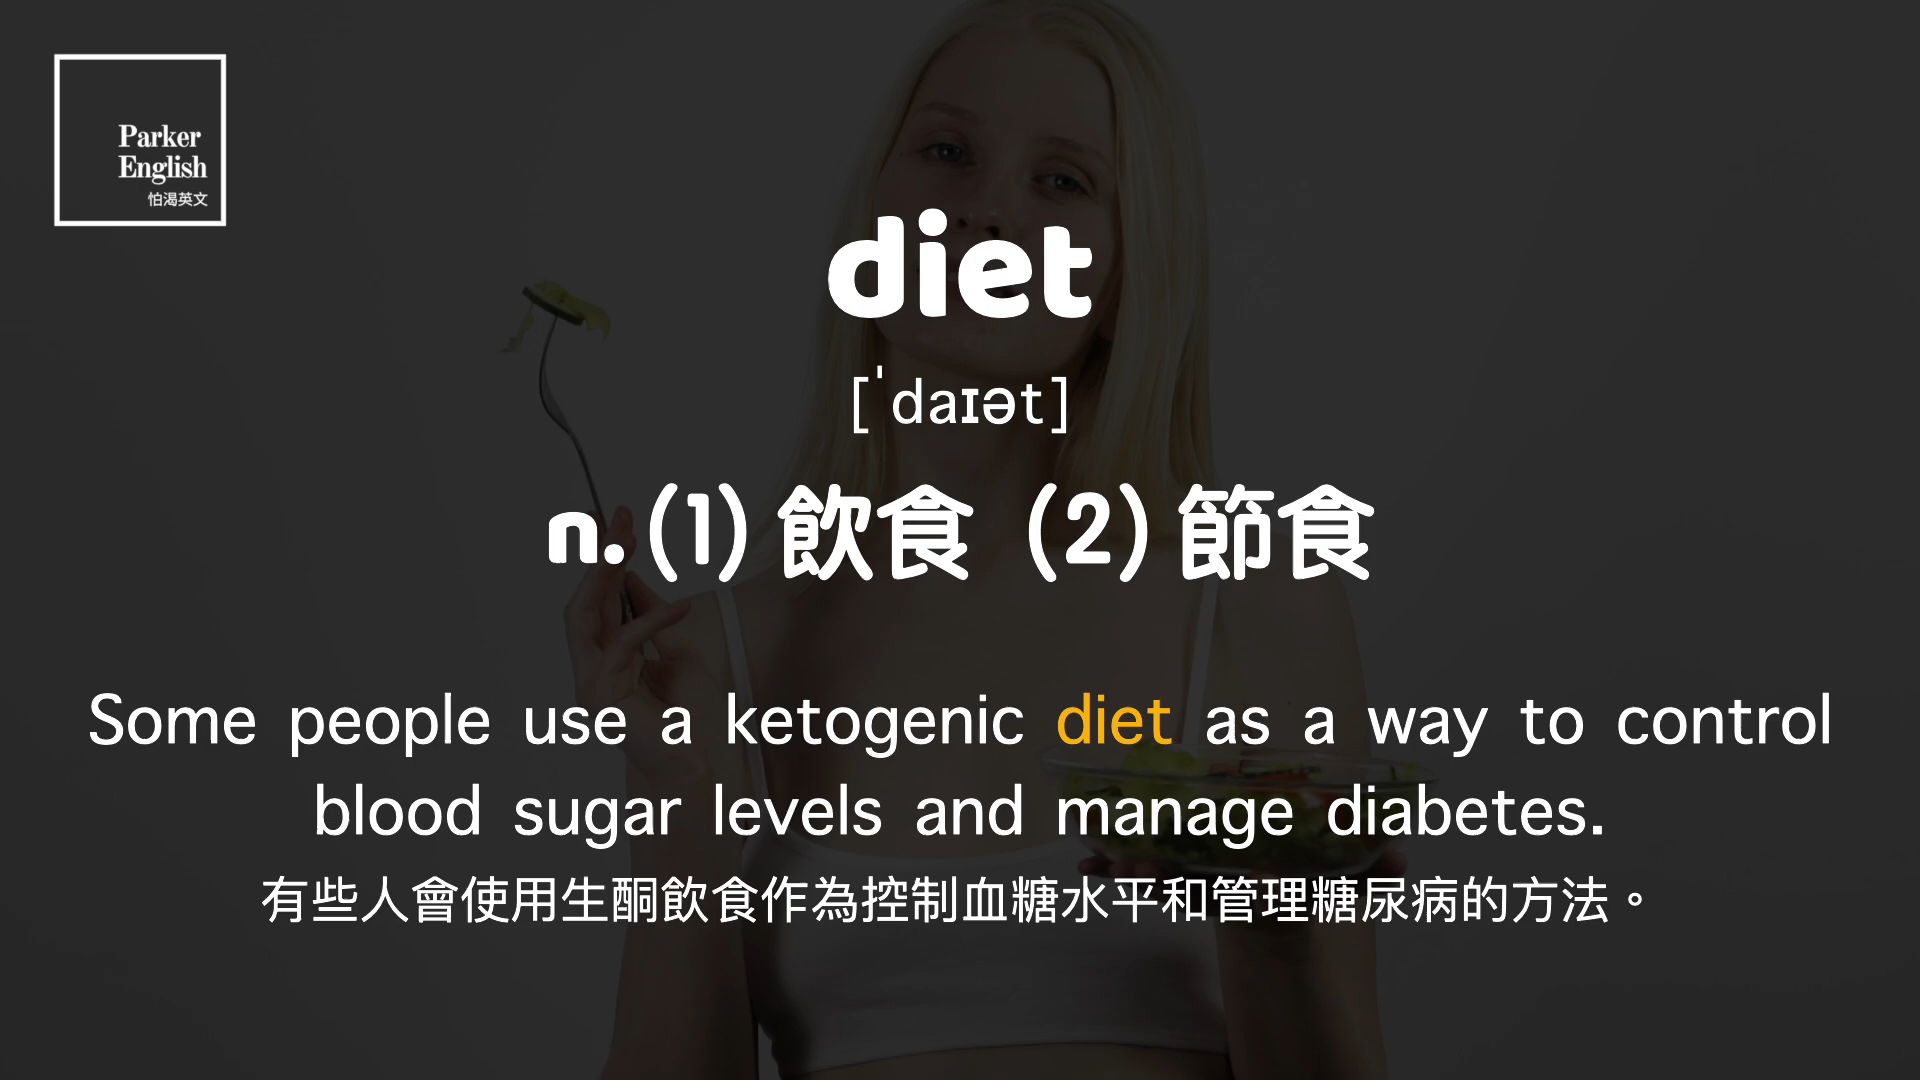 Parker
English
怕渴英文
diet
[ˈdaɪət]
n. (1) 飲食 (2) 節食
Some people use a ketogenic diet as a way to control
blood sugar levels and manage diabetes.
有些人會使用生酮飲食作為控制血糖水平和管理糖尿病的方法。